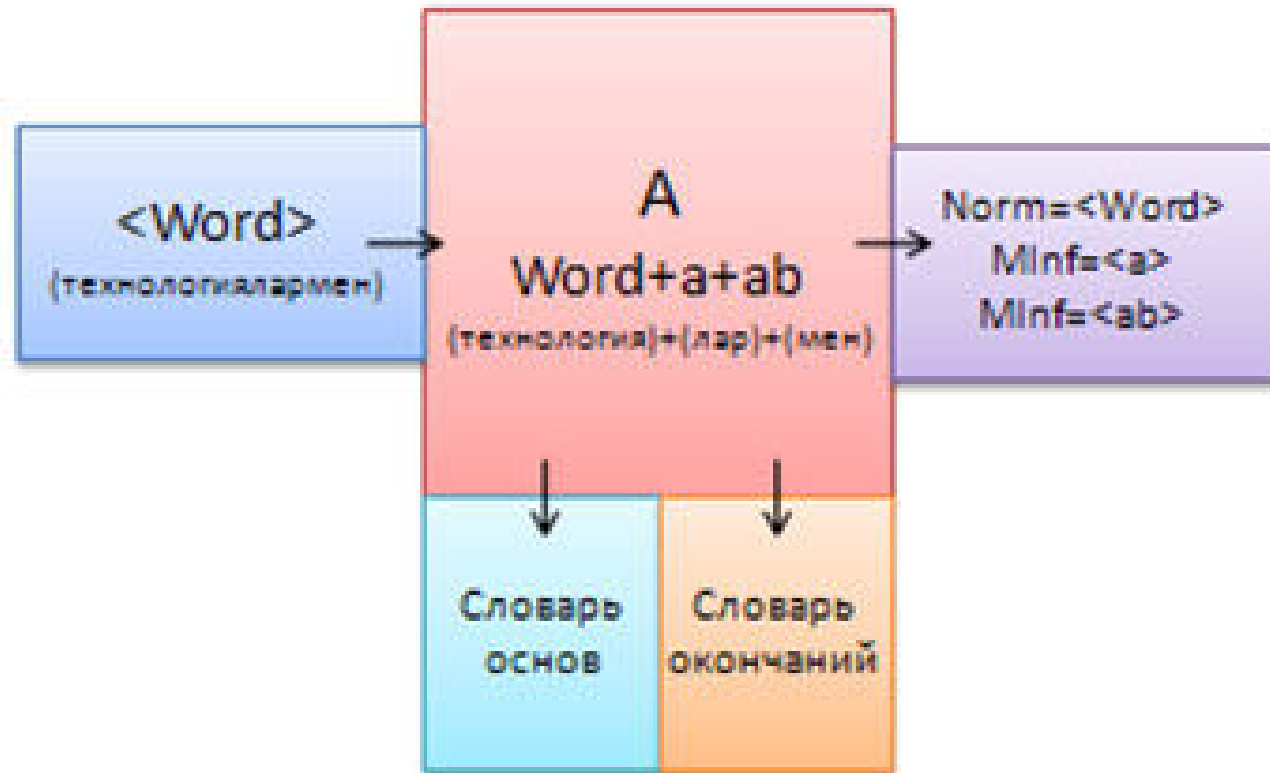 <Word>
(технологиялармен)
A
Word+a+ab
(технология)+(лар)+(мен)
Norm=<Word>
MInf=<a>
MInf=<ab>
Словарь
основ
Словарь
окончаний